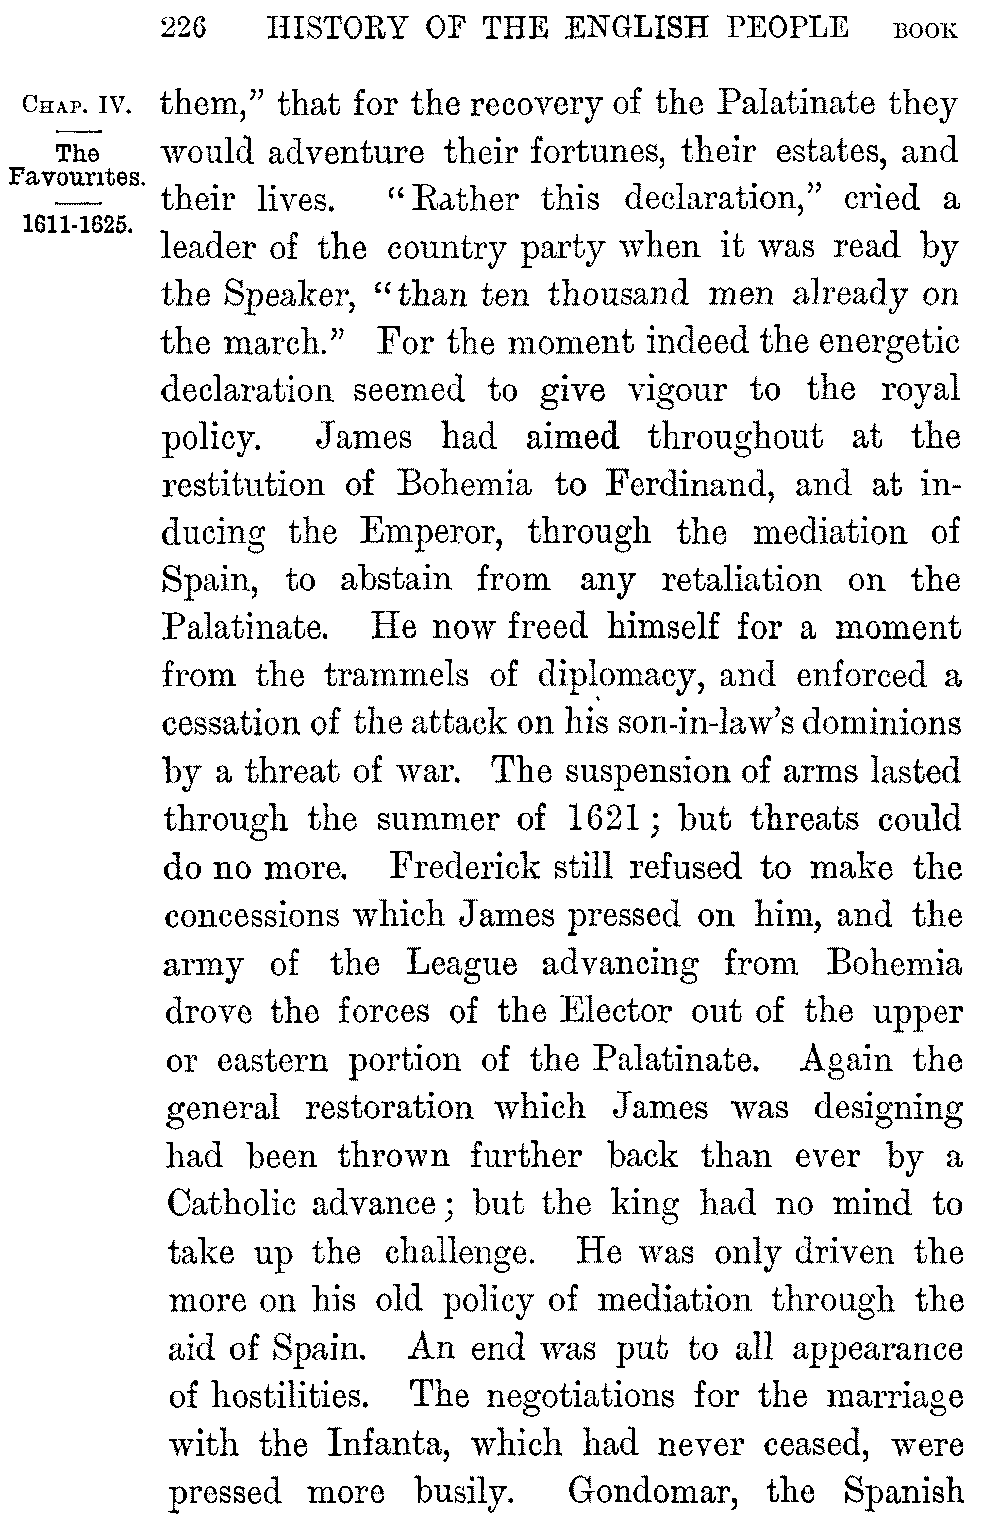 226 HISTORY OF THE ENGLISH PEOPLE BOOK
CHAP. IV.
The
Favourites.
1611-1625.
them," that for the recovery of the Palatinate they
would adventure their fortunes, their estates, and
their lives. "Rather this declaration," cried a
leader of the country party when it was read by
the Speaker, "than ten thousand men already on
the march." For the moment indeed the energetic
declaration seemed to give vigour to the royal
policy. James had aimed throughout at the
restitution of Bohemia to Ferdinand, and at in-
ducing the Emperor, through the mediation of
Spain, to abstain from any retaliation on the
Palatinate. He now freed himself for a moment
from the trammels of diplomacy, and enforced a
cessation of the attack on his son-in-law's dominions
by a threat of war. The suspension of arms lasted
through the summer of 1621; but threats could
do no more. Frederick still refused to make the
concessions which James pressed on him, and the
army of the League advancing from Bohemia
drove the forces of the Elector out of the upper
or eastern portion of the Palatinate. Again the
general restoration which James was designing
had been thrown further back than ever by a
Catholic advance; but the king had no mind to
take up the challenge. He was only driven the
more on his old policy of mediation through the
aid of Spain. An end was put to all appearance
of hostilities. The negotiations for the marriage
with the Infanta, which had never ceased, were
pressed more busily. Gondomar, the Spanish